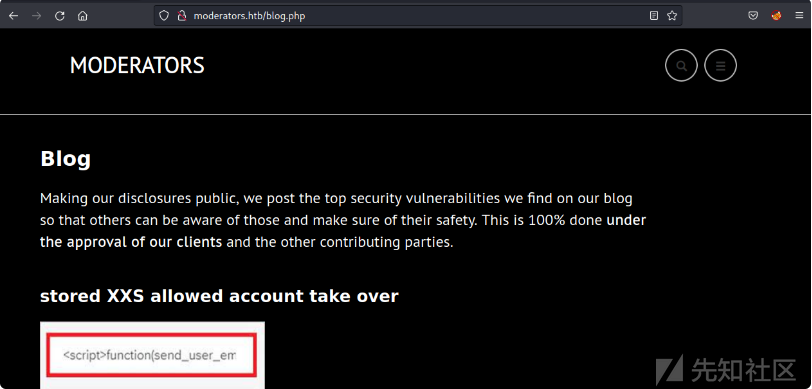 moderators.htb/blog.php
MODERATORS
Blog
Making our disclosures public, we post the top security vulnerabilities we find on our blog
so that others can be aware of those and make sure of their safety. This is 100% done under
the approval of our clients and the other contributing parties.
stored XXS allowed account take over
<script>function(send_user_em
先知社区